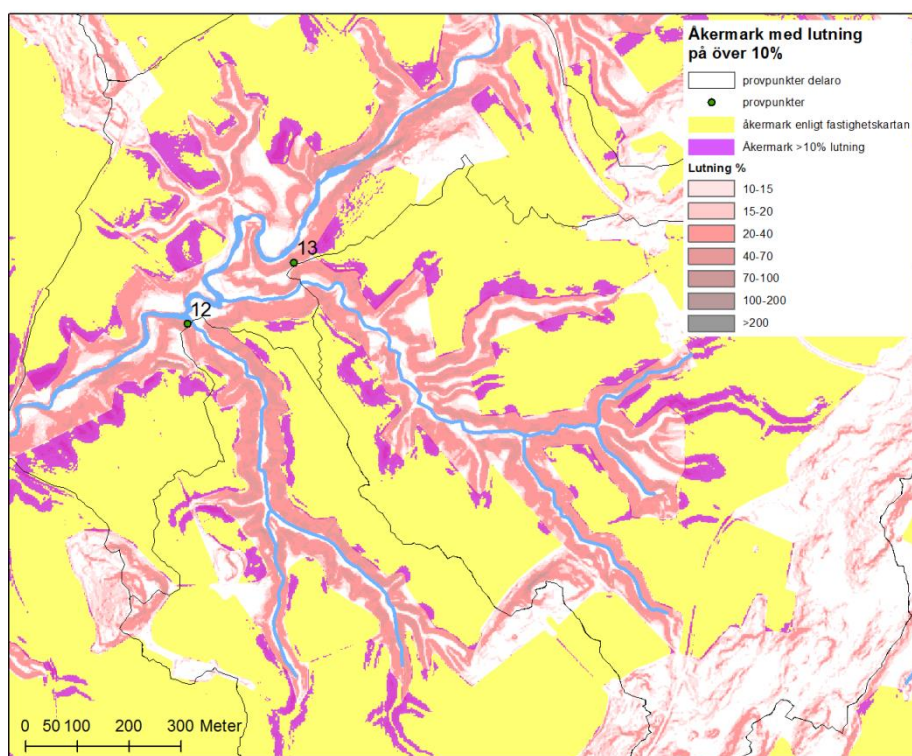 Åkermark med lutning
på över 10%
provpunkter delaro
provpunkter
åkermark enligt fastighetskartan
Åkermark >10% lutning
Lutning %
10-15
15-20
20-40
40-70
70-100
100-200
>200
13
12
0 50 100 200 300 Meter